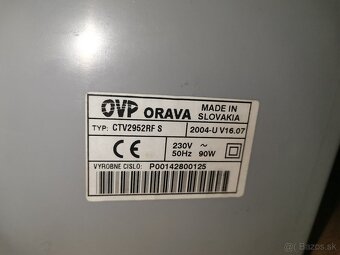 OVP ORAVA MADE IN SLOVAKIA
TYP: CTV2952RF S 2004-U V16.07
CE 230V ~ 50Hz 90W
VYROBNE CISLO: P00142800125
Bazos.sk